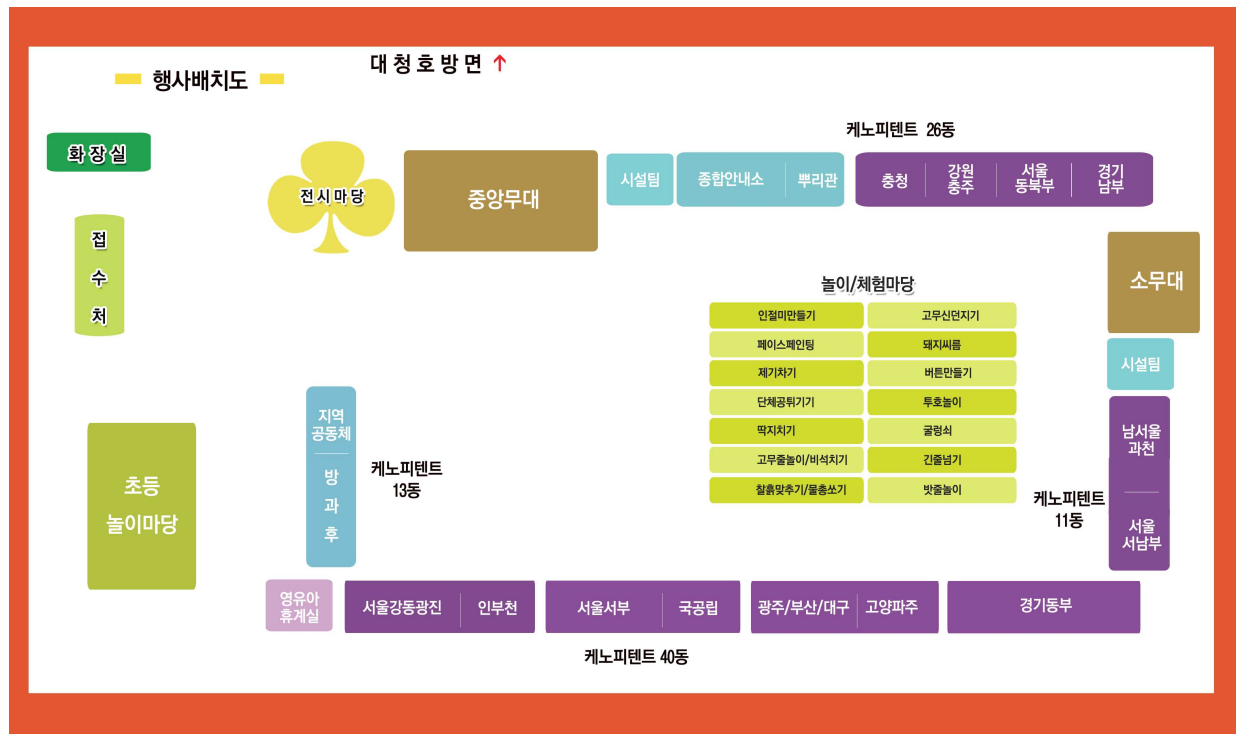 행사배치도
대청호방면 ↑
화장실
접
수
처
전시마당
중앙무대
시설팀
종합안내소
뿌리관
케노피텐트 26동
충청
강원
충주
서울
동북부
경기
남부
소무대
시설팀
놀이/체험마당
인절미만들기
고무신던지기
페이스페인팅
돼지씨름
제기차기
버튼만들기
단체공튀기기
투호놀이
딱지치기
굴렁쇠
고무줄놀이/비석치기
긴줄넘기
찰흙맞추기/물총쏘기
밧줄놀이
지역
공동체
방
과
후
케노피텐트
13동
초등
놀이마당
남서울
과천
서울
서남부
케노피텐트
11동
영유아
휴계실
서울강동광진
인부천
서울서부
국공립
광주/부산/대구
고양파주
경기동부
케노피텐트 40동